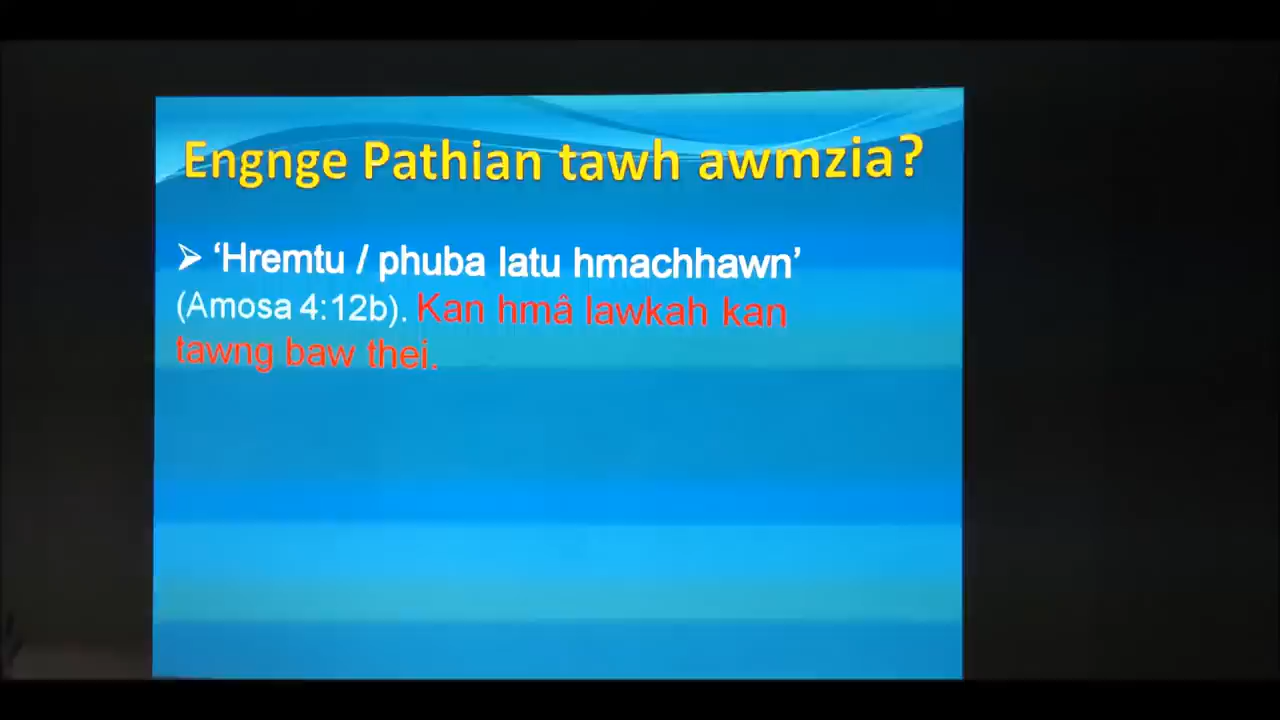 Engnge Pathian tawh awmzia?
➢ ‘Hremtu / phuba latu hmachhawn’
(Amosa 4:12b). Kan hmâ lawkah kan
tawng baw thei.